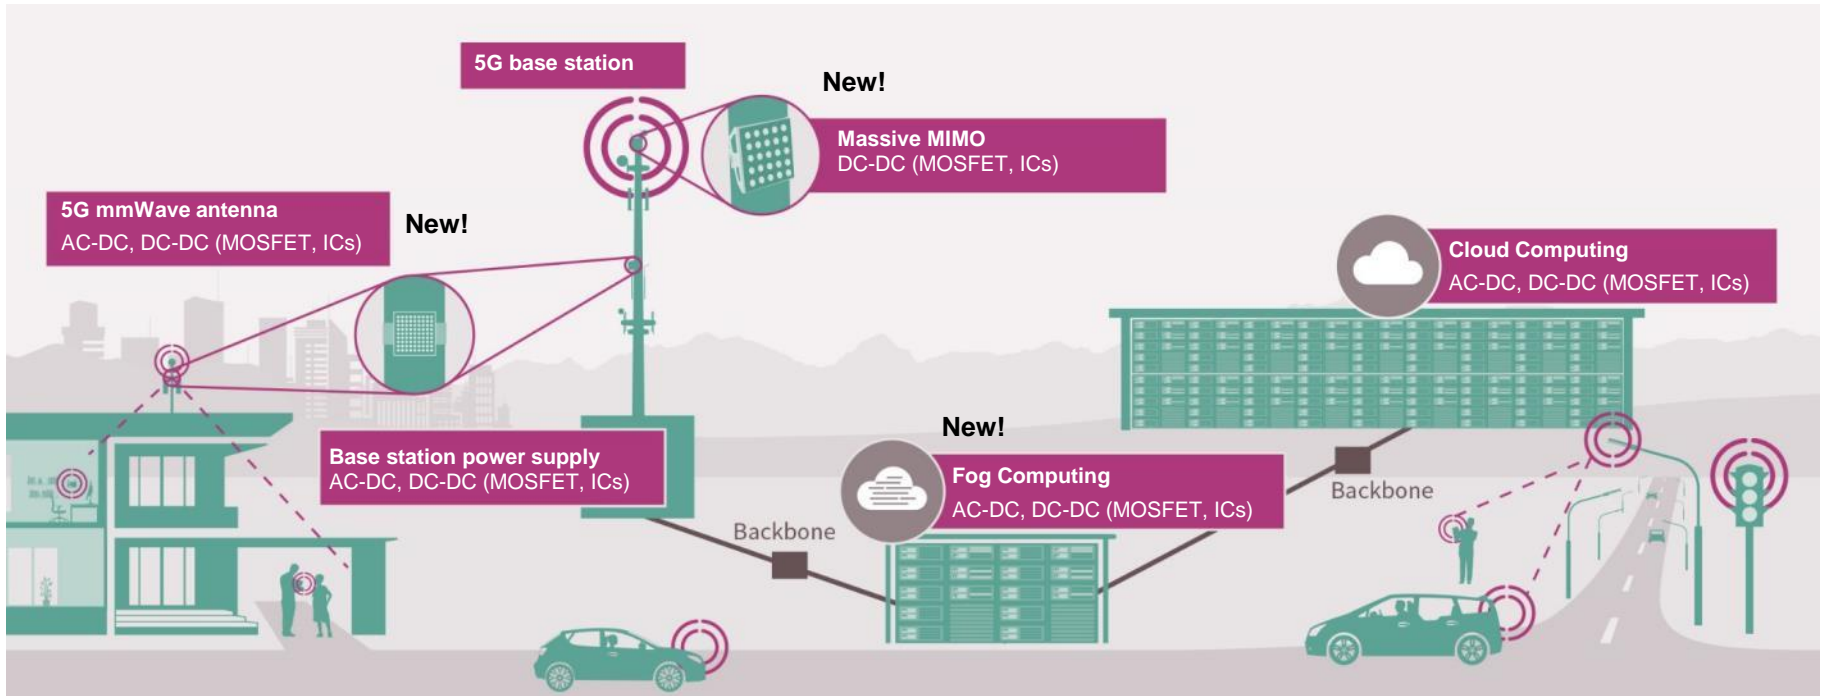 5G base station
New!
Massive MIMO
DC-DC (MOSFET, ICs)
5G mmWave antenna
AC-DC, DC-DC (MOSFET, ICs)
New!
Cloud Computing
AC-DC, DC-DC (MOSFET, ICs)
Base station power supply
AC-DC, DC-DC (MOSFET, ICs)
New!
Fog Computing
AC-DC, DC-DC (MOSFET, ICs)
Backbone
Backbone